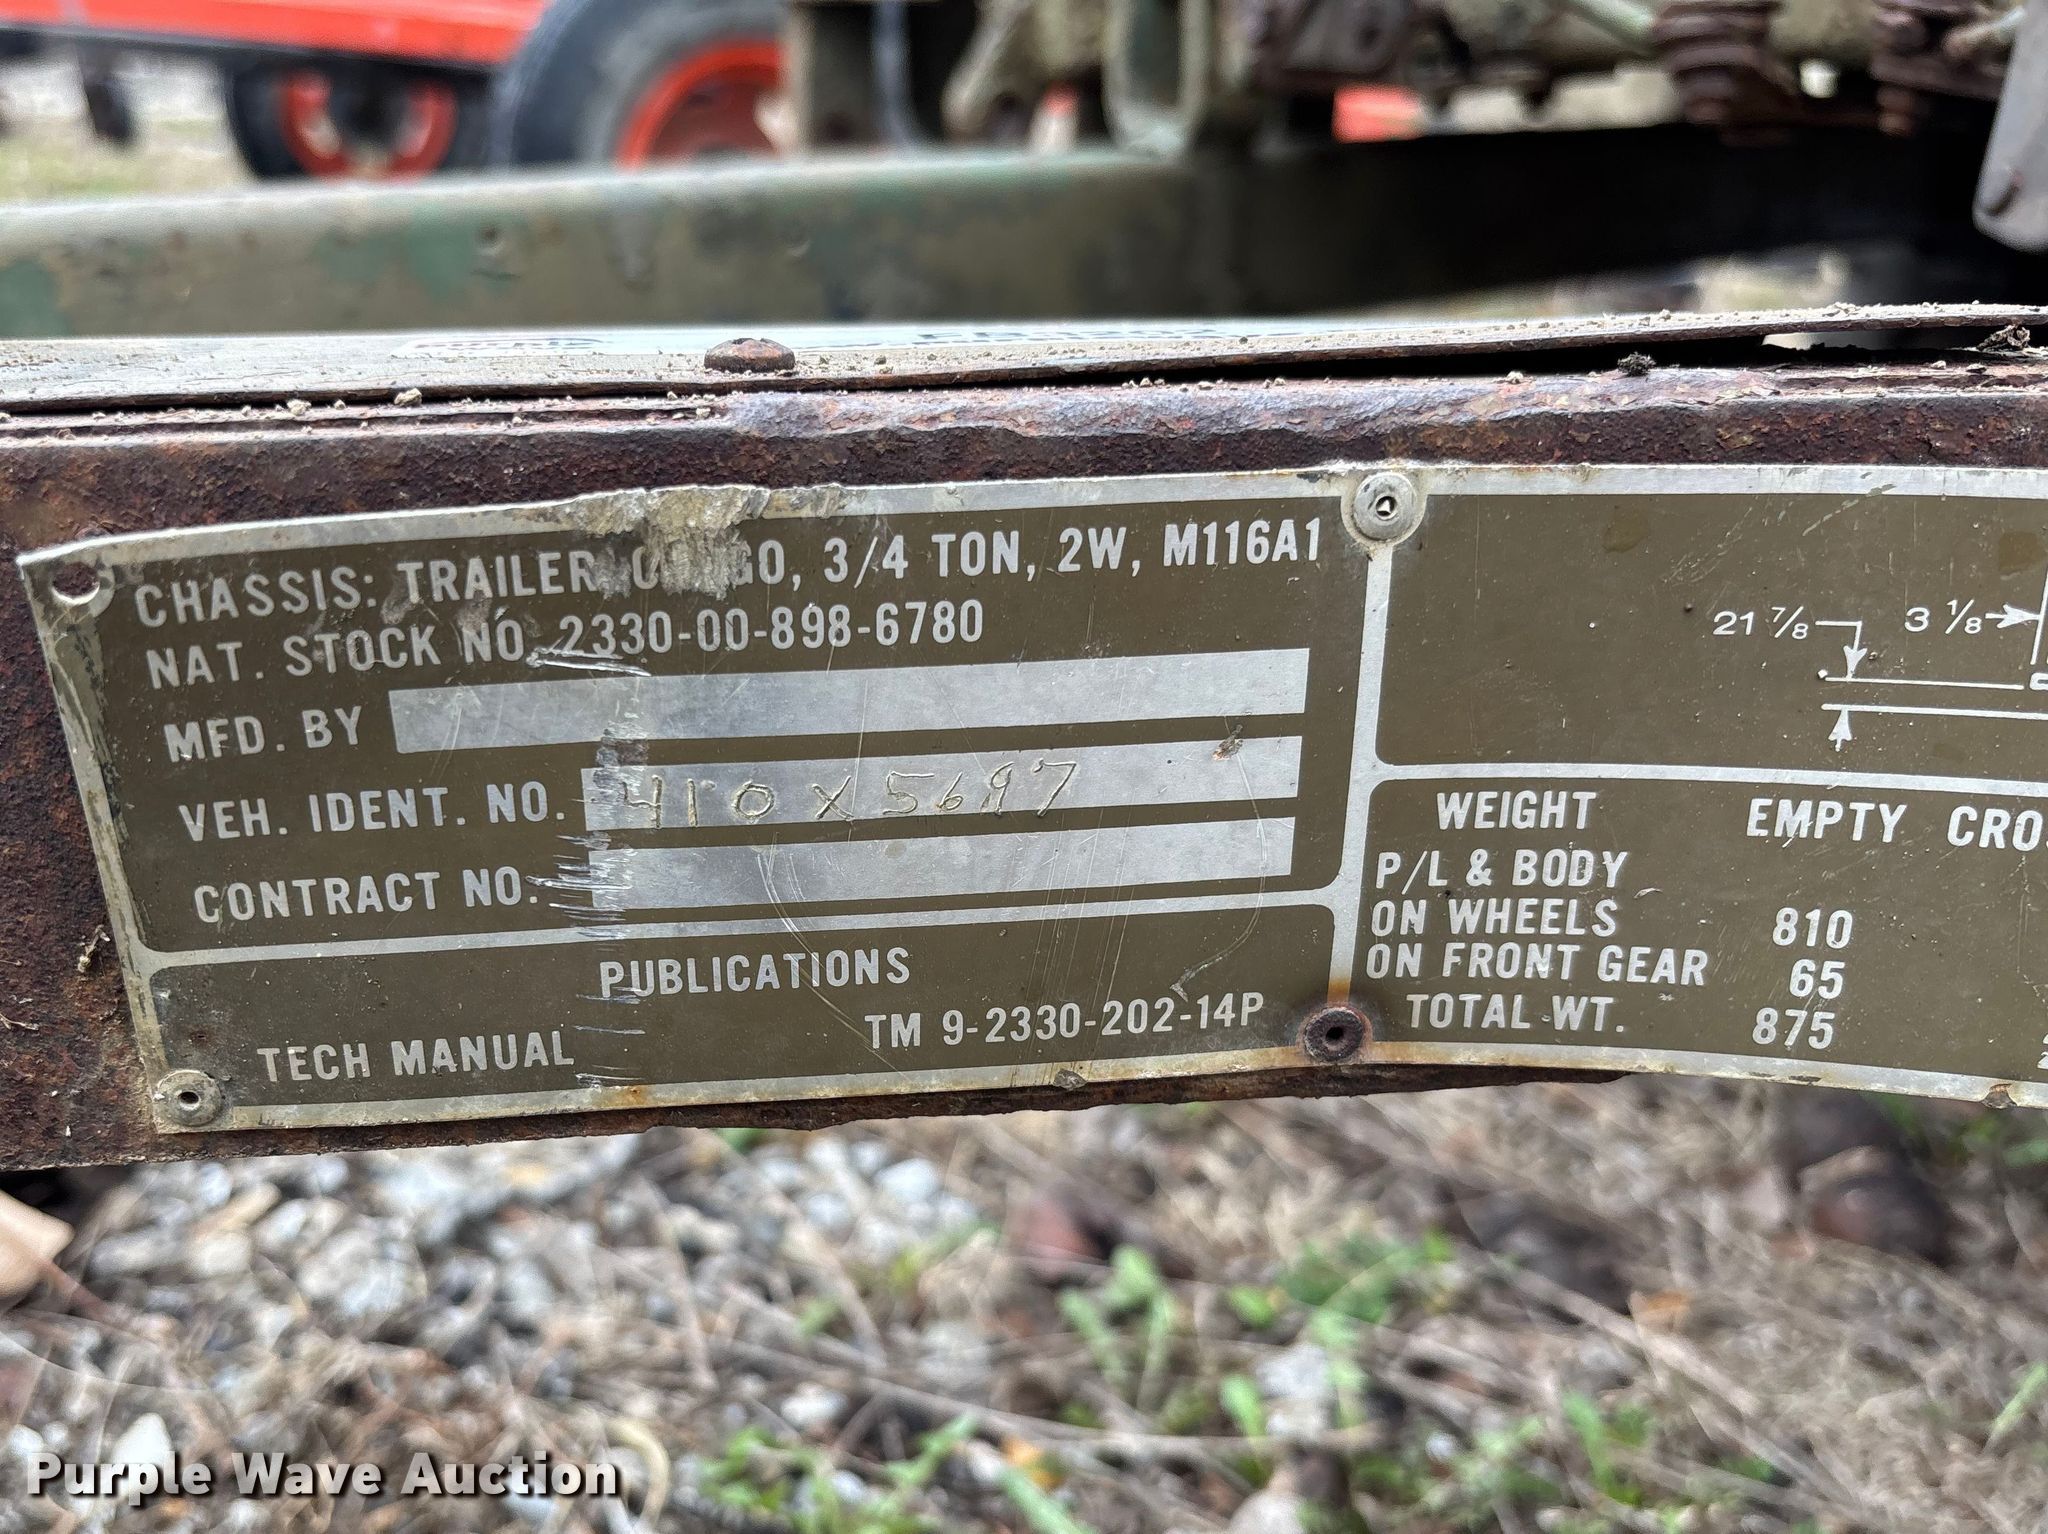 CHASSIS: TRAILER, CARGO, 3/4 TON, 2W, M116A1
NAT. STOCK NO. 2330-00-898-6780
MFD. BY
VEH. IDENT. NO.
CONTRACT NO.
PUBLICATIONS
TECH MANUAL TM 9-2330-202-14P
21 7/8 3 1/8
WEIGHT EMPTY
P/L & BODY
ON WHEELS 810
ON FRONT GEAR 65
TOTAL WT. 875
Purple Wave Auction